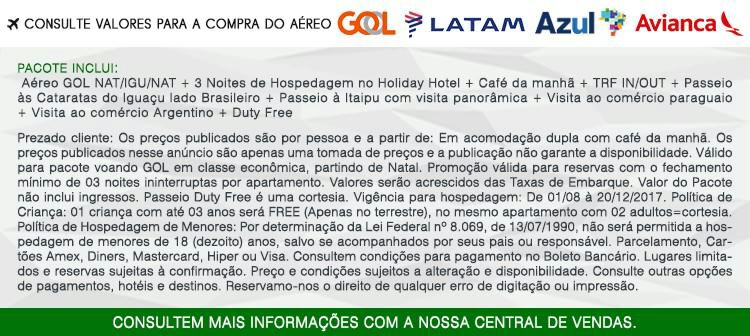 CONSULTE VALORES PARA A COMPRA DO AÉREO GOL LATAM Azul Avianca
PACOTE INCLUI:
Aéreo GOL NAT/IGU/NAT + 3 Noites de Hospedagem no Holiday Hotel + Café da manhã + TRF IN/OUT + Passeio
às Cataratas do Iguaçu lado Brasileiro + Passeio à Itaipu com visita panorâmica + Visita ao comércio paraguaio
+ Visita ao comércio Argentino + Duty Free
Prezado cliente: Os preços publicados são por pessoa e a partir de: Em acomodação dupla com café da manhã. Os
preços publicados nesse anúncio são apenas uma tomada de preços e a publicação não garante a disponibilidade. Válido
para pacote voando GOL em classe econômica, partindo de Natal. Promoção válida para reservas com o fechamento
mínimo de 03 noites ininterruptas por apartamento. Valores serão acrescidos das Taxas de Embarque. Valor do Pacote
não inclui ingressos. Passeio Duty Free é uma cortesia. Vigência para hospedagem: De 01/08 à 20/12/2017. Política de
Criança: 01 criança com até 03 anos será FREE (Apenas no terrestre), no mesmo apartamento com 02 adultos=cortesia.
Política de Hospedagem de Menores: Por determinação da Lei Federal nº 8.069, de 13/07/1990, não será permitida a hos-
pedagem de menores de 18 (dezoito) anos, salvo se acompanhados por seus pais ou responsável. Parcelamento, Car-
tões Amex, Diners, Mastercard, Hiper ou Visa. Consultem condições para pagamento no Boleto Bancário. Lugares limita-
dos e reservas sujeitas à confirmação. Preço e condições sujeitos a alteração e disponibilidade. Consulte outras opções
de pagamentos, hotéis e destinos. Reservamo-nos o direito de qualquer erro de digitação ou impressão.
CONSULTEM MAIS INFORMAÇÕES COM A NOSSA CENTRAL DE VENDAS.